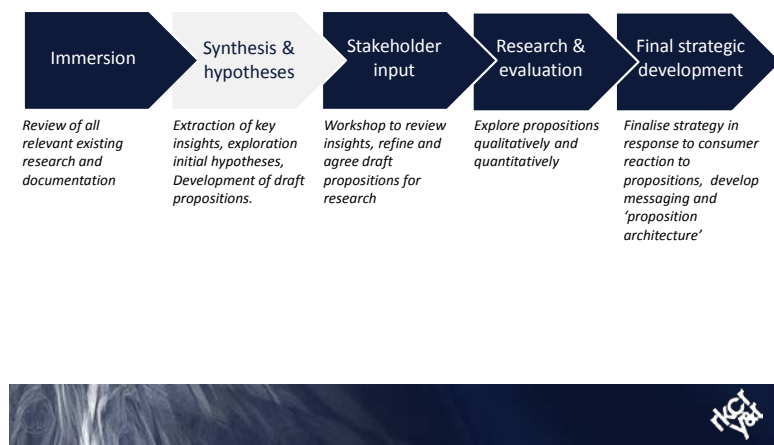 Immersion
Synthesis &
hypotheses
Stakeholder
input
Research &
evaluation
Final strategic
development
Review of all
relevant existing
research and
documentation
Extraction of key
insights, exploration
initial hypotheses,
Development of draft
propositions.
Workshop to review
insights, refine and
agree draft
propositions for
research
Explore propositions
qualitatively and
quantitatively
Finalise strategy in
response to consumer
reaction to
propositions, develop
messaging and
‘proposition
architecture’
rkcr
y&r